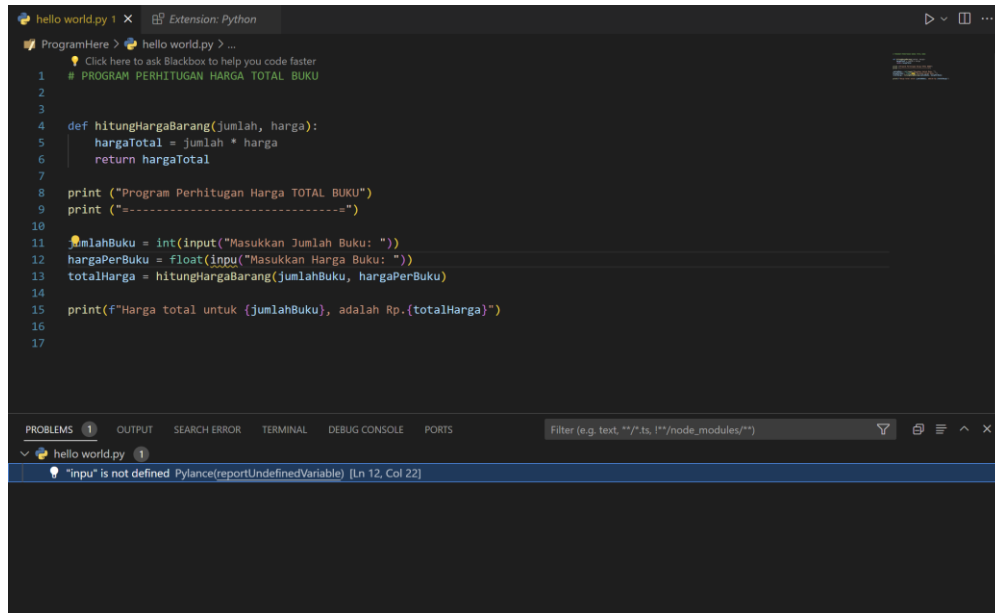 hello world.py 1 Extension: Python
ProgramHere > hello world.py > ...
Click here to ask Blackbox to help you code faster
1 # PROGRAM PERHITUGAN HARGA TOTAL BUKU
2
3
4 def hitungHargaBarang(jumlah, harga):
5 hargaTotal = jumlah * harga
6 return hargaTotal
7
8 print ("Program Perhitugan Harga TOTAL BUKU")
9 print ("=-------------------------------=")
10
11 jumlahBuku = int(input("Masukkan Jumlah Buku: "))
12 hargaPerBuku = float(inpu("Masukkan Harga Buku: "))
13 totalHarga = hitungHargaBarang(jumlahBuku, hargaPerBuku)
14
15 print(f"Harga total untuk {jumlahBuku}, adalah Rp.{totalHarga}")
16
17
PROBLEMS 1 OUTPUT SEARCH ERROR TERMINAL DEBUG CONSOLE PORTS Filter (e.g. text, **/*.ts, !**/node_modules/**)
hello world.py 1
"inpu" is not defined Pylance(reportUndefinedVariable) [Ln 12, Col 22]